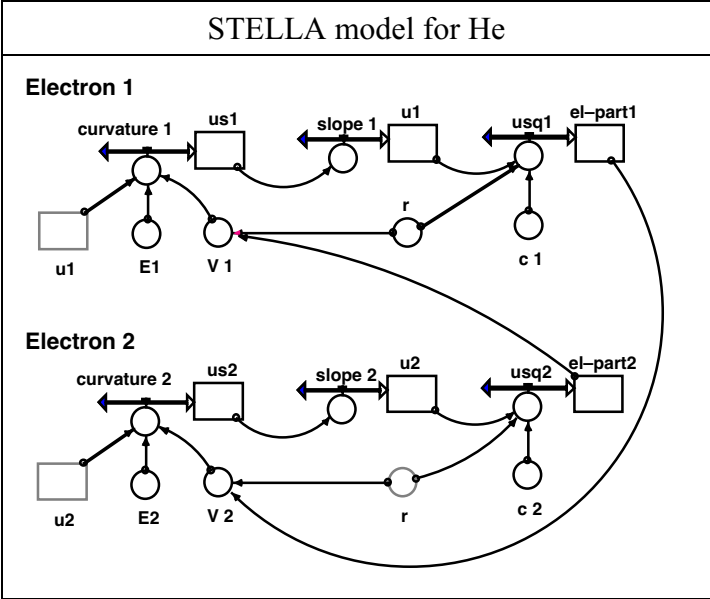 STELLA model for He
Electron 1
curvature 1
us1
slope 1
u1
usq1
el–part1
u1
E1
V 1
r
c 1
Electron 2
curvature 2
us2
slope 2
u2
usq2
el–part2
u2
E2
V 2
r
c 2